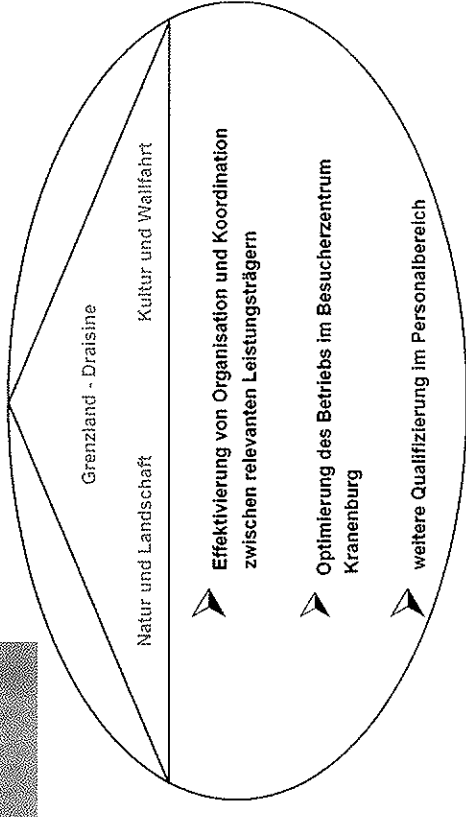 Grenzland - Draisine
Natur und Landschaft
Kultur und Wallfahrt
Effektivierung von Organisation und Koordination
zwischen relevanten Leistungsträgern
Optimierung des Betriebs im Besucherzentrum
Kranenburg
weitere Qualifizierung im Personalbereich